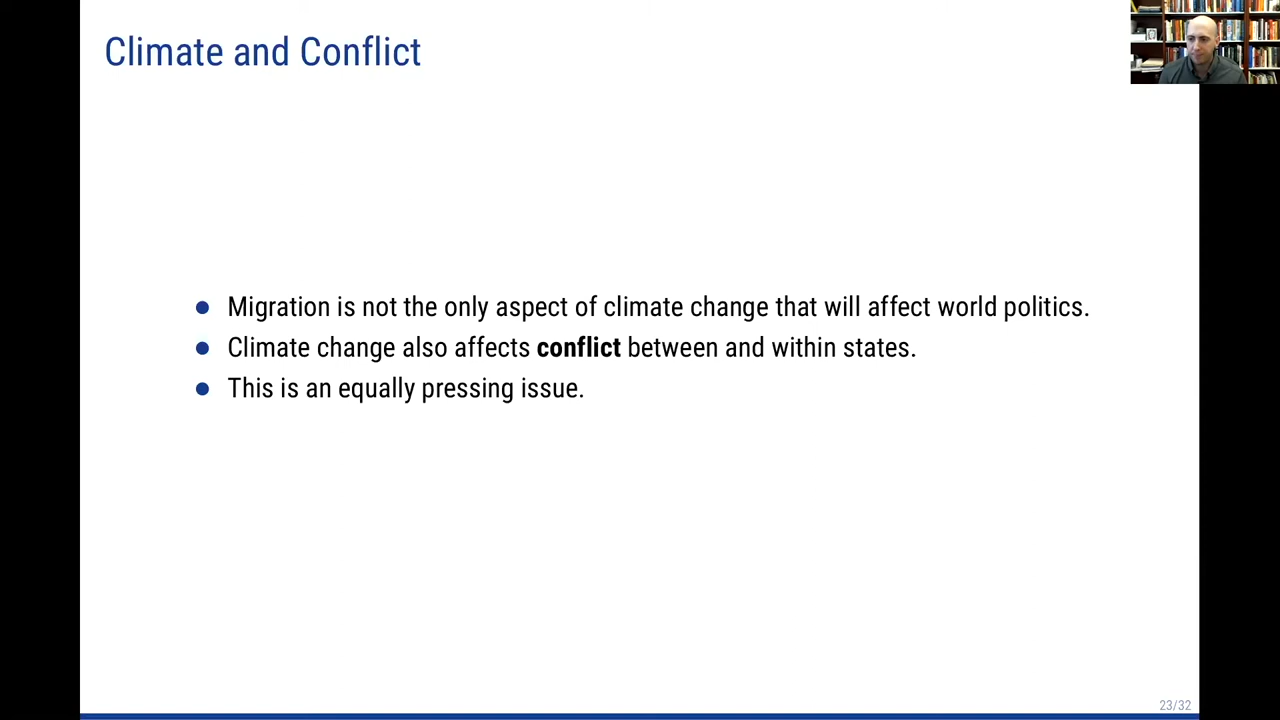 Climate and Conflict
Migration is not the only aspect of climate change that will affect world politics.
Climate change also affects conflict between and within states.
This is an equally pressing issue.
23/32